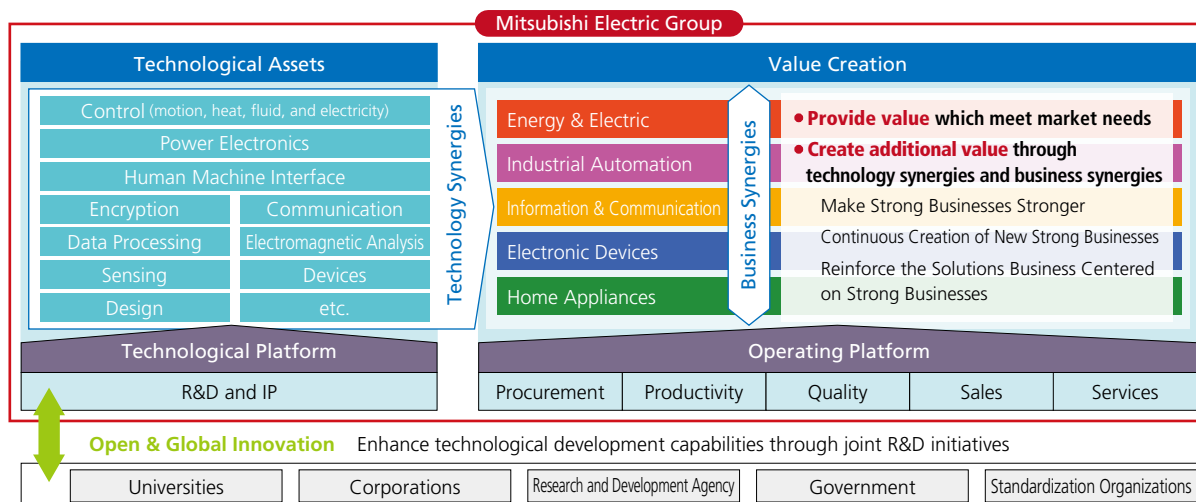 Mitsubishi Electric Group
Technological Assets
Control (motion, heat, fluid, and electricity)
Power Electronics
Human Machine Interface
Encryption
Communication
Data Processing
Electromagnetic Analysis
Sensing
Devices
Design
etc.
Technology Synergies
Technological Platform
R&D and IP
Value Creation
Energy & Electric
Industrial Automation
Information & Communication
Electronic Devices
Home Appliances
Business Synergies
• Provide value which meet market needs
• Create additional value through
technology synergies and business synergies
Make Strong Businesses Stronger
Continuous Creation of New Strong Businesses
Reinforce the Solutions Business Centered
on Strong Businesses
Operating Platform
Procurement
Productivity
Quality
Sales
Services
Open & Global Innovation Enhance technological development capabilities through joint R&D initiatives
Universities
Corporations
Research and Development Agency
Government
Standardization Organizations